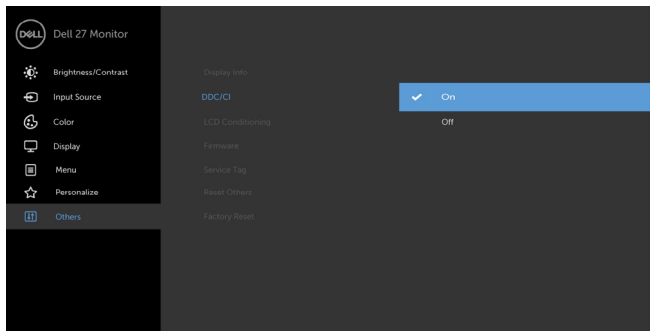 DELL
Dell 27 Monitor
Brightness/Contrast
Input Source
Color
Display
Menu
Personalize
Others
Display Info
DDC/CI
LCD Conditioning
Firmware
Service Tag
Reset Others
Factory Reset
On
Off